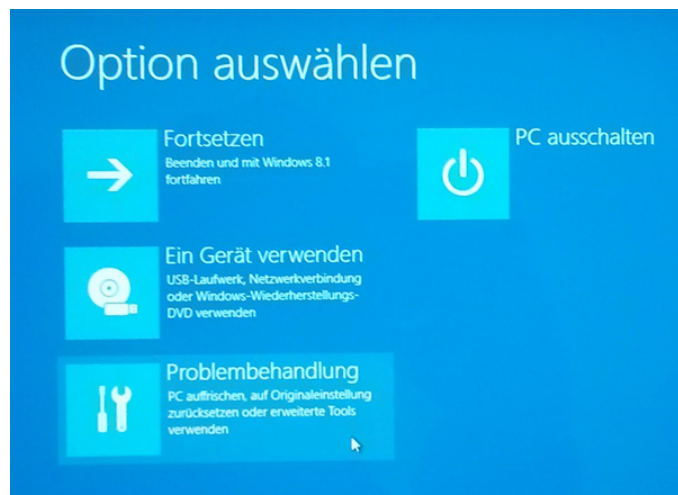 Option auswählen
Fortsetzen
Beenden und mit Windows 8.1
fortfahren
PC ausschalten
Ein Gerät verwenden
USB-Laufwerk, Netzwerkverbindung
oder Windows-Wiederherstellungs-
DVD verwenden
Problembehandlung
PC auffrischen, auf Originaleinstellung
zurücksetzen oder erweiterte Tools
verwenden